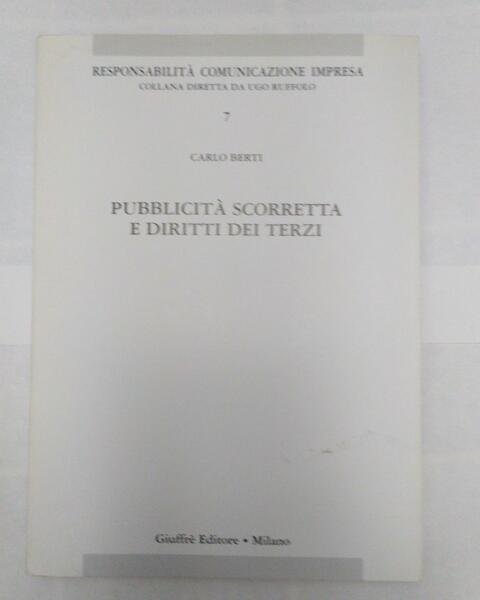 RESPONSABILITÀ COMUNICAZIONE IMPRESA
COLLANA DIRETTA DA UGO RUFFOLO
7
CARLO BERTI
PUBBLICITÀ SCORRETTA
E DIRITTI DEI TERZI
Giuffrè Editore • Milano